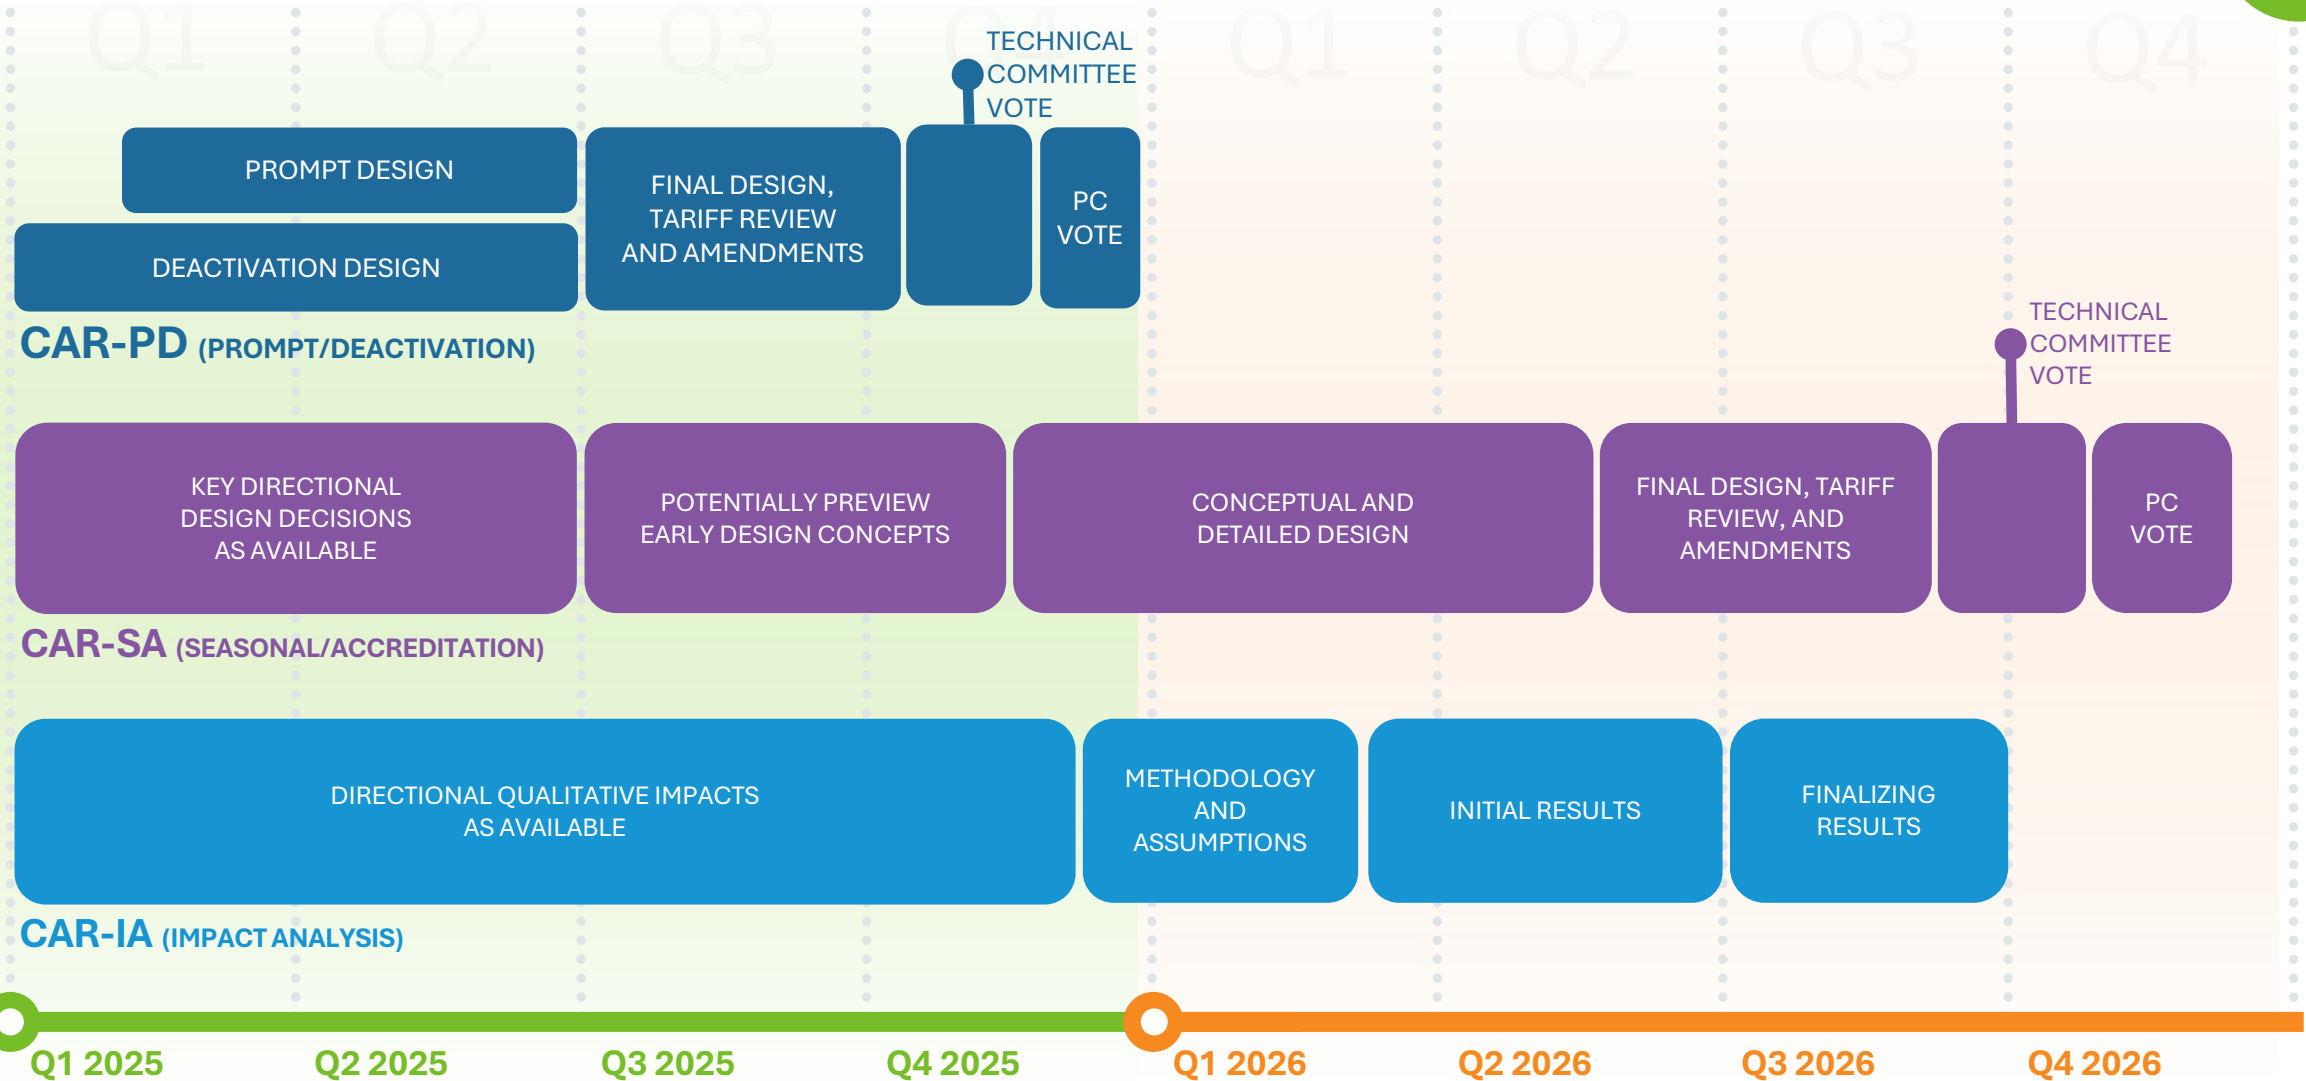 Q1
Q2
Q3
Q4
Q1
Q2
Q3
Q4
TECHNICAL
COMMITTEE
VOTE
PROMPT DESIGN
DEACTIVATION DESIGN
FINAL DESIGN,
TARIFF REVIEW
AND AMENDMENTS
PC
VOTE
CAR-PD (PROMPT/DEACTIVATION)
TECHNICAL
COMMITTEE
VOTE
KEY DIRECTIONAL
DESIGN DECISIONS
AS AVAILABLE
POTENTIALLY PREVIEW
EARLY DESIGN CONCEPTS
CONCEPTUAL AND
DETAILED DESIGN
FINAL DESIGN, TARIFF
REVIEW, AND
AMENDMENTS
PC
VOTE
CAR-SA (SEASONAL/ACCREDITATION)
DIRECTIONAL QUALITATIVE IMPACTS
AS AVAILABLE
METHODOLOGY
AND
ASSUMPTIONS
INITIAL RESULTS
FINALIZING
RESULTS
CAR-IA (IMPACT ANALYSIS)
Q1 2025
Q2 2025
Q3 2025
Q4 2025
Q1 2026
Q2 2026
Q3 2026
Q4 2026